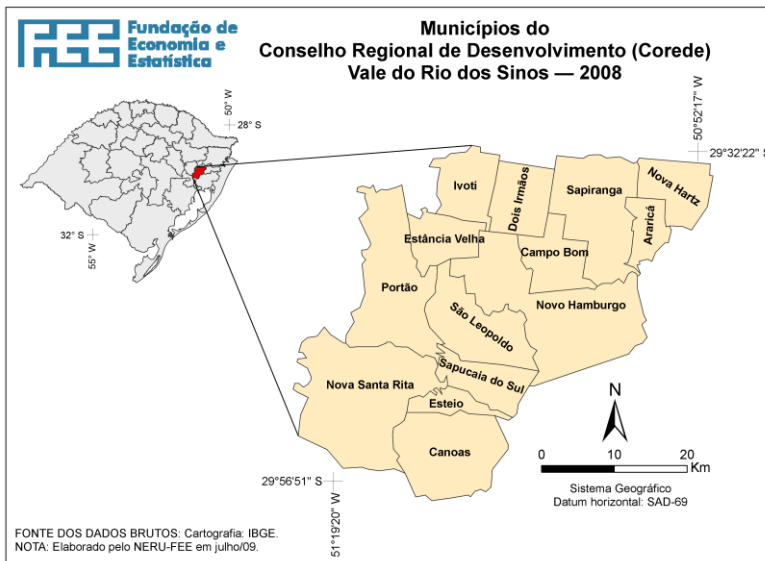 FEE
Fundação de
Economia e
Estatística
Municípios do
Conselho Regional de Desenvolvimento (Corede)
Vale do Rio dos Sinos — 2008
50° W
28° S
32° S
55° W
50°52'17" W
29°32'22" S
Ivoti
Dois Irmãos
Sapiranga
Nova Hartz
Araricá
Estância Velha
Campo Bom
Portão
Novo Hamburgo
São Leopoldo
Nova Santa Rita
Sapucaia do Sul
Esteio
Canoas
N
0 10 20
Km
Sistema Geográfico
Datum horizontal: SAD-69
29°56'51" S
51°19'20" W
FONTE DOS DADOS BRUTOS: Cartografia: IBGE.
NOTA: Elaborado pelo NERU-FEE em julho/09.